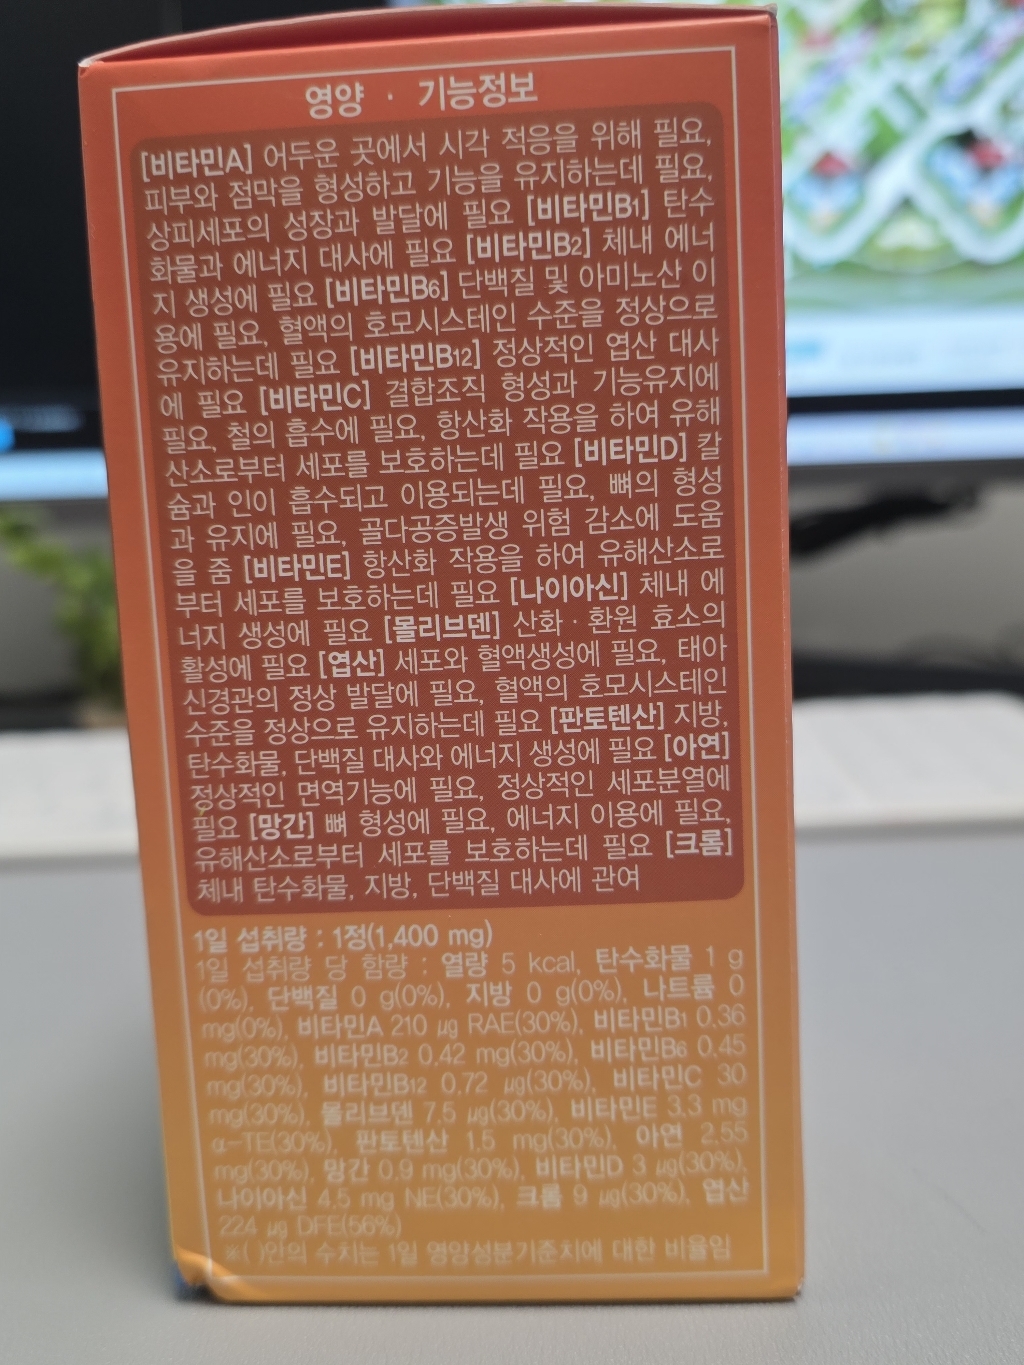 영양 · 기능정보
[비타민A] 어두운 곳에서 시각 적응을 위해 필요,
피부와 점막을 형성하고 기능을 유지하는데 필요,
상피세포의 성장과 발달에 필요 [비타민B1] 탄수
화물과 에너지 대사에 필요 [비타민B2] 체내 에너
지 생성에 필요 [비타민B6] 단백질 및 아미노산 이
용에 필요, 혈액의 호모시스테인 수준을 정상으로
유지하는데 필요 [비타민B12] 정상적인 엽산 대사
에 필요 [비타민C] 결합조직 형성과 기능유지에
필요, 철의 흡수에 필요, 항산화 작용을 하여 유해
산소로부터 세포를 보호하는데 필요 [비타민D] 칼
슘과 인이 흡수되고 이용되는데 필요, 뼈의 형성
과 유지에 필요, 골다공증발생 위험 감소에 도움
을 줌 [비타민E] 항산화 작용을 하여 유해산소로
부터 세포를 보호하는데 필요 [나이아신] 체내 에
너지 생성에 필요 [몰리브덴] 산화 · 환원 효소의
활성에 필요 [엽산] 세포와 혈액생성에 필요, 태아
신경관의 정상 발달에 필요, 혈액의 호모시스테인
수준을 정상으로 유지하는데 필요 [판토텐산] 지방,
탄수화물, 단백질 대사와 에너지 생성에 필요 [아연]
정상적인 면역기능에 필요, 정상적인 세포분열에
필요 [망간] 뼈 형성에 필요, 에너지 이용에 필요,
유해산소로부터 세포를 보호하는데 필요 [크롬]
체내 탄수화물, 지방, 단백질 대사에 관여
1일 섭취량 : 1정(1,400 mg)
1일 섭취량 당 함량 : 열량 5 kcal, 탄수화물 1 g
(0%), 단백질 0 g(0%), 지방 0 g(0%), 나트륨 0
mg(0%), 비타민A 210 μg RAE(30%), 비타민B1 0.36
mg(30%), 비타민B2 0.42 mg(30%), 비타민B6 0.45
mg(30%), 비타민B12 0.72 μg(30%), 비타민C 30
mg(30%), 몰리브덴 7.5 μg(30%), 비타민E 3.3 mg
α-TE(30%), 판토텐산 1.5 mg(30%), 아연 2.55
mg(30%), 망간 0.9 mg(30%), 비타민D 3 μg(30%),
나이아신 4.5 mg NE(30%), 크롬 9 μg(30%), 엽산
224 μg DFE(56%)
※( )안의 수치는 1일 영양성분기준치에 대한 비율임